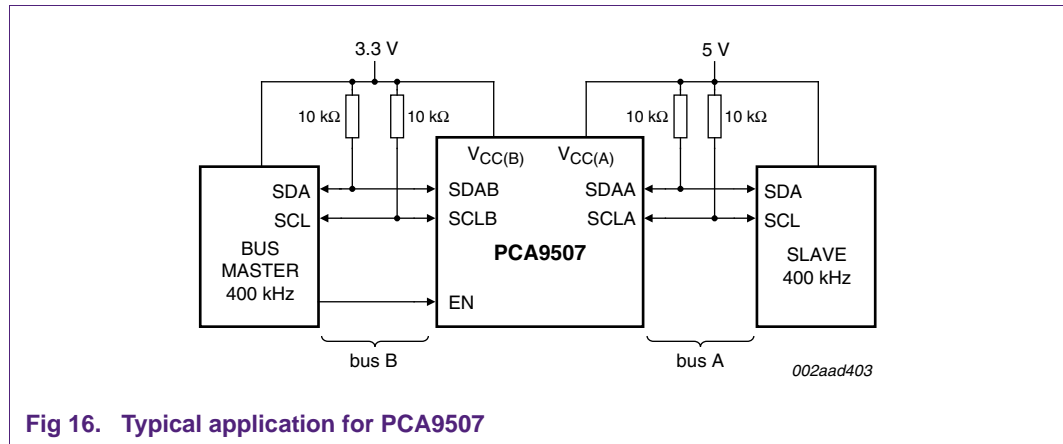 3.3 V
5 V
10 kΩ
10 kΩ
10 kΩ
10 kΩ
VCC(B)
VCC(A)
SDA
SDAB
SDAA
SDA
SCL
SCLB
SCLA
SCL
BUS
MASTER
400 kHz
PCA9507
SLAVE
400 kHz
EN
bus B
bus A
002aad403
Fig 16. Typical application for PCA9507